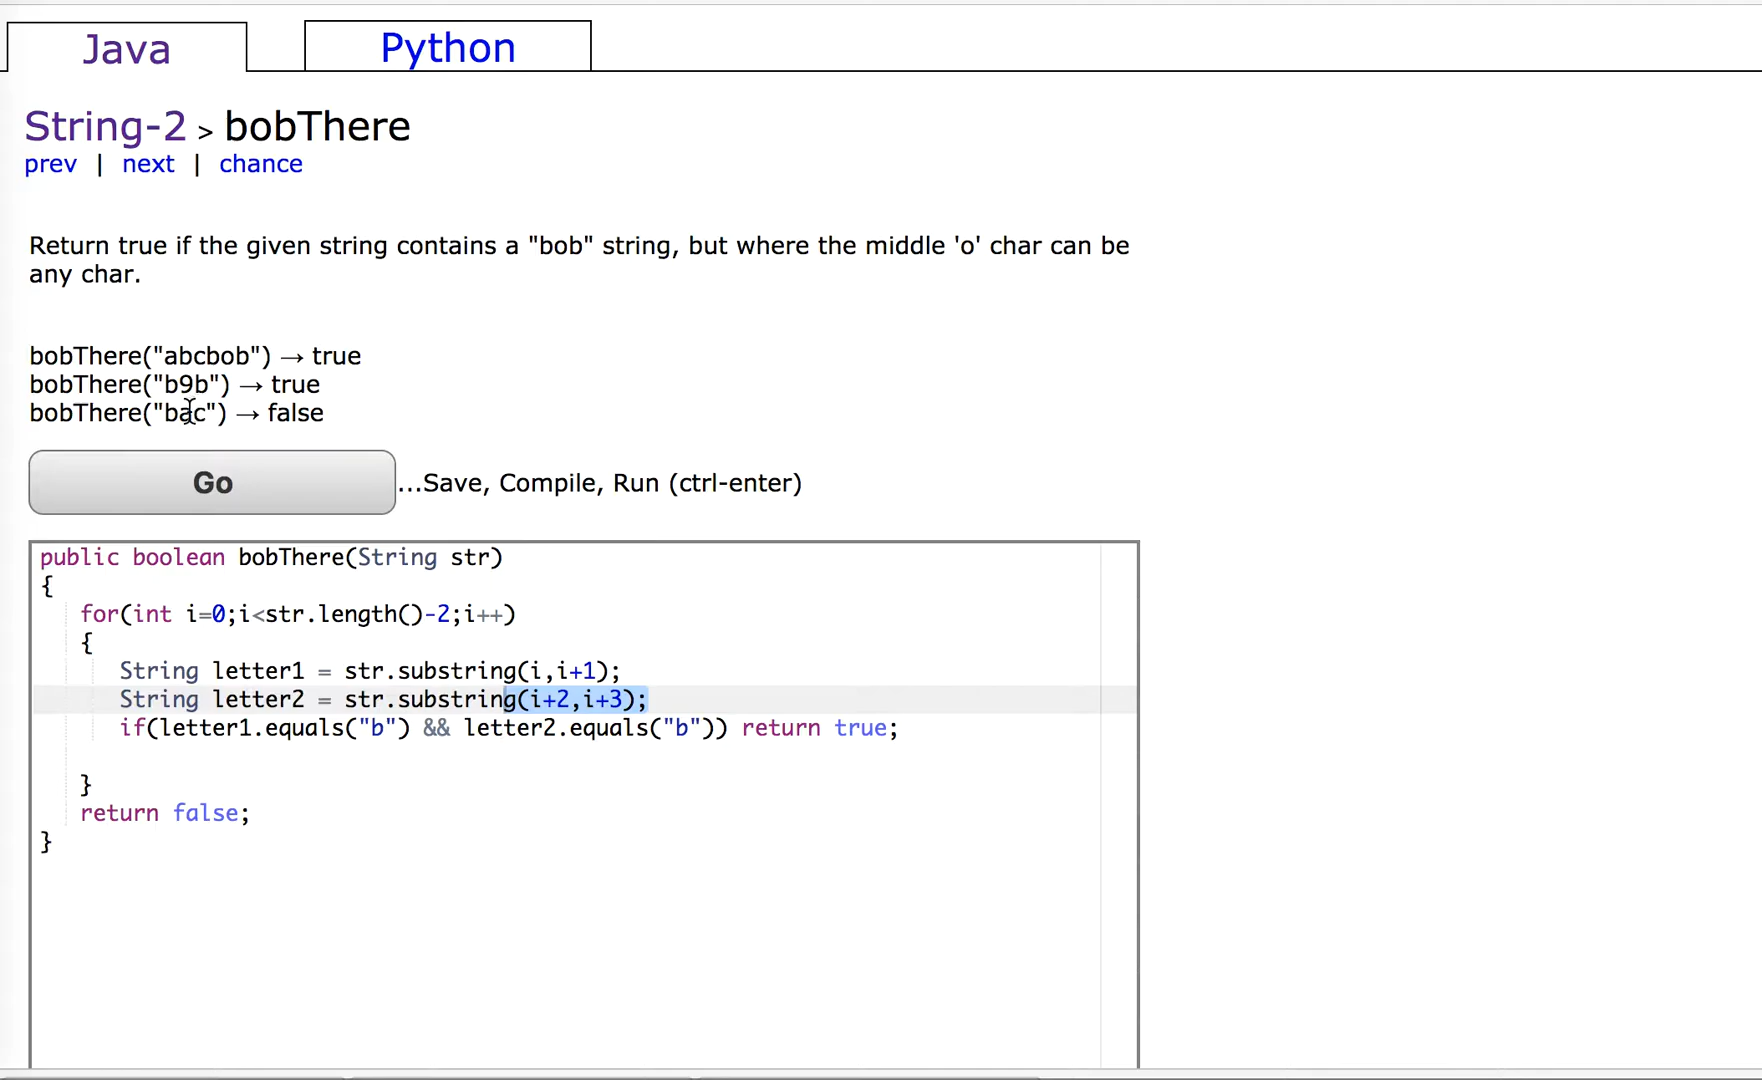 Java
Python
String-2 > bobThere
prev | next | chance
Return true if the given string contains a "bob" string, but where the middle 'o' char can be
any char.
bobThere("abcbob") → true
bobThere("b9b") → true
bobThere("bac") → false
Go ...Save, Compile, Run (ctrl-enter)
public boolean bobThere(String str)
{
for(int i=0;i<str.length()-2;i++)
{
String letter1 = str.substring(i,i+1);
String letter2 = str.substring(i+2,i+3);
if(letter1.equals("b") && letter2.equals("b")) return true;
}
return false;
}